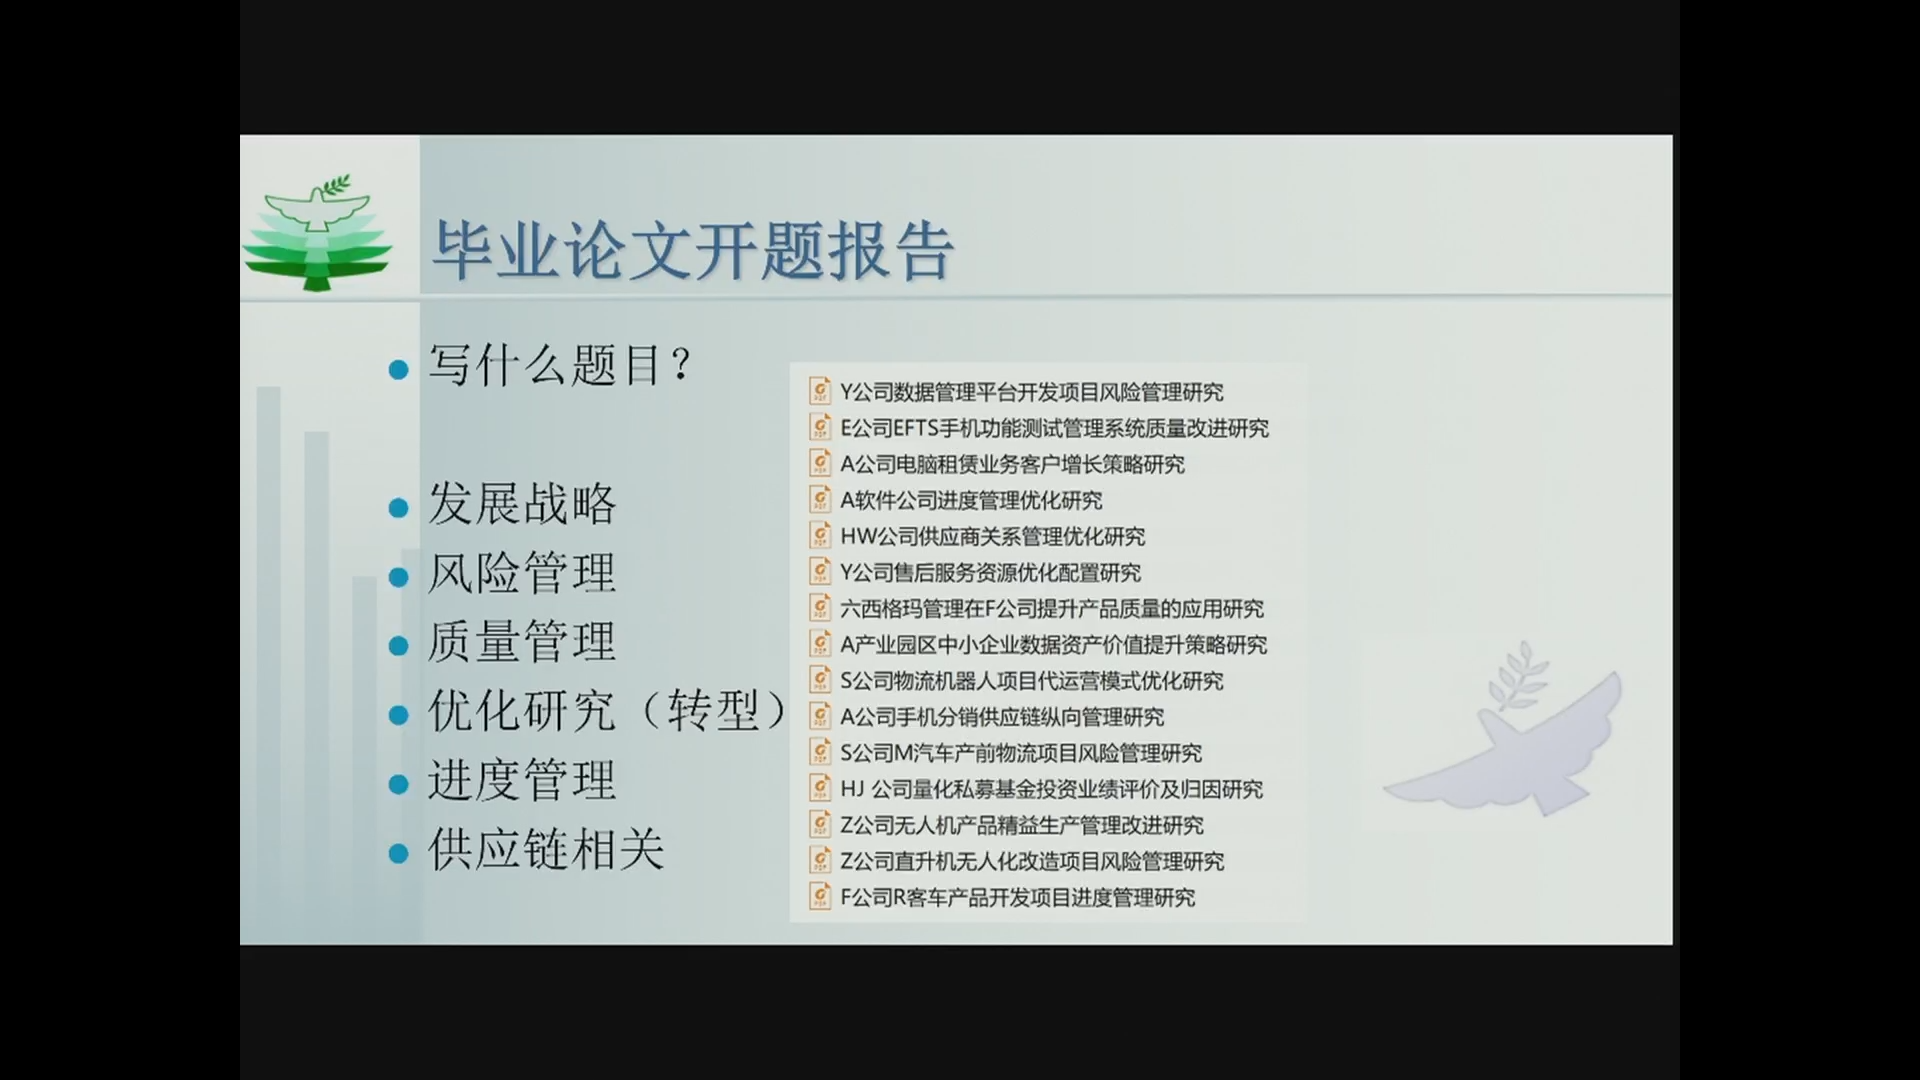 毕业论文开题报告
写什么题目？
发展战略
风险管理
质量管理
优化研究（转型）
进度管理
供应链相关
Y公司数据管理平台开发项目风险管理研究
E公司EFTS手机功能测试管理系统质量改进研究
A公司电脑租赁业务客户增长策略研究
A软件公司进度管理优化研究
HW公司供应商关系管理优化研究
Y公司售后服务资源优化配置研究
六西格玛管理在F公司提升产品质量的应用研究
A产业园区中小企业数据资产价值提升策略研究
S公司物流机器人项目代运营模式优化研究
A公司手机分销供应链纵向管理研究
S公司M汽车产前物流项目风险管理研究
HJ 公司量化私募基金投资业绩评价及归因研究
Z公司无人机产品精益生产管理改进研究
Z公司直升机无人化改造项目风险管理研究
F公司R客车产品开发项目进度管理研究